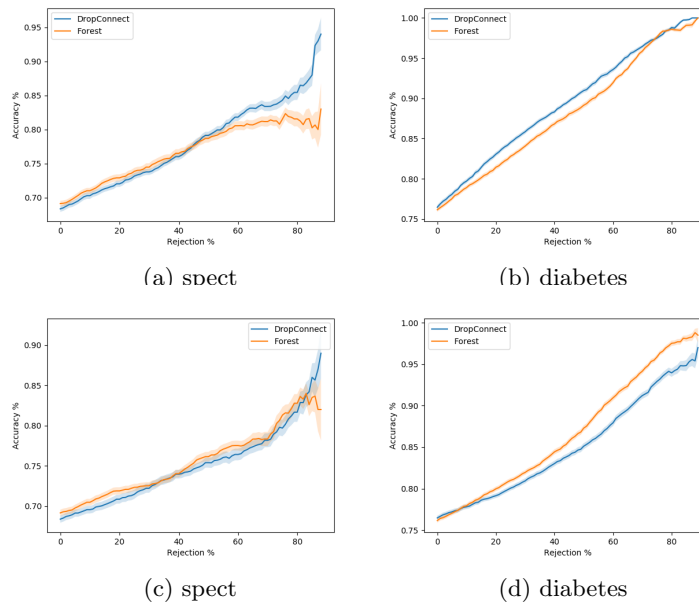 DropConnect
Forest
0.95
0.90
0.85
0.80
0.75
0.70
Accuracy %
0 20 40 60 80
Rejection %
(a) spect
DropConnect
Forest
1.00
0.95
0.90
0.85
0.80
0.75
Accuracy %
0 20 40 60 80
Rejection %
(b) diabetes
DropConnect
Forest
0.90
0.85
0.80
0.75
0.70
Accuracy %
0 20 40 60 80
Rejection %
(c) spect
DropConnect
Forest
1.00
0.95
0.90
0.85
0.80
0.75
Accuracy %
0 20 40 60 80
Rejection %
(d) diabetes